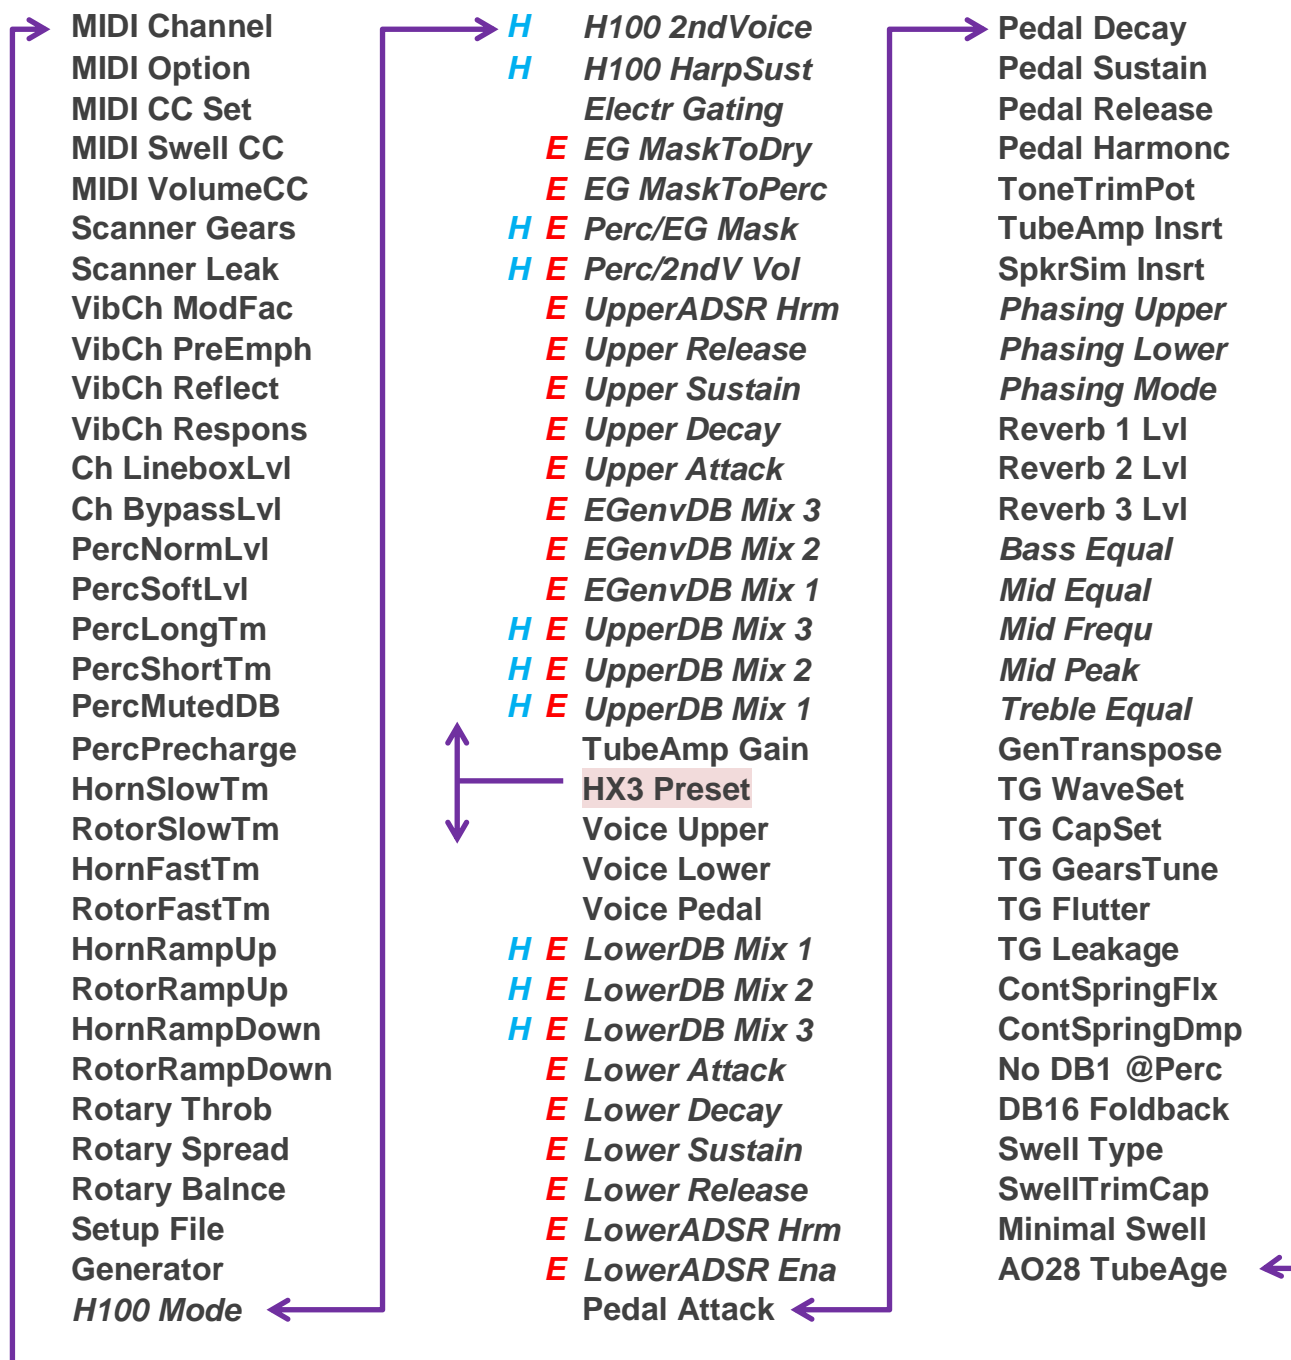 MIDI Channel
MIDI Option
MIDI CC Set
MIDI Swell CC
MIDI VolumeCC
Scanner Gears
Scanner Leak
VibCh ModFac
VibCh PreEmph
VibCh Reflect
VibCh Respons
Ch LineboxLvl
Ch BypassLvl
PercNormLvl
PercSoftLvl
PercLongTm
PercShortTm
PercMutedDB
PercPrecharge
HornSlowTm
RotorSlowTm
HornFastTm
RotorFastTm
HornRampUp
RotorRampUp
HornRampDown
RotorRampDown
Rotary Throb
Rotary Spread
Rotary Balnce
Setup File
Generator
H100 Mode
H H100 2ndVoice
H H100 HarpSust
Electr Gating
E EG MaskToDry
E EG MaskToPerc
H E Perc/EG Mask
H E Perc/2ndV Vol
E UpperADSR Hrm
E Upper Release
E Upper Sustain
E Upper Decay
E Upper Attack
E EGenvDB Mix 3
E EGenvDB Mix 2
E EGenvDB Mix 1
H E UpperDB Mix 3
H E UpperDB Mix 2
H E UpperDB Mix 1
TubeAmp Gain
HX3 Preset
Voice Upper
Voice Lower
Voice Pedal
H E LowerDB Mix 1
H E LowerDB Mix 2
H E LowerDB Mix 3
E Lower Attack
E Lower Decay
E Lower Sustain
E Lower Release
E LowerADSR Hrm
E LowerADSR Ena
Pedal Attack
Pedal Decay
Pedal Sustain
Pedal Release
Pedal Harmonc
ToneTrimPot
TubeAmp Insrt
SpkrSim Insrt
Phasing Upper
Phasing Lower
Phasing Mode
Reverb 1 Lvl
Reverb 2 Lvl
Reverb 3 Lvl
Bass Equal
Mid Equal
Mid Frequ
Mid Peak
Treble Equal
GenTranspose
TG WaveSet
TG CapSet
TG GearsTune
TG Flutter
TG Leakage
ContSpringFlx
ContSpringDmp
No DB1 @Perc
DB16 Foldback
Swell Type
SwellTrimCap
Minimal Swell
AO28 TubeAge